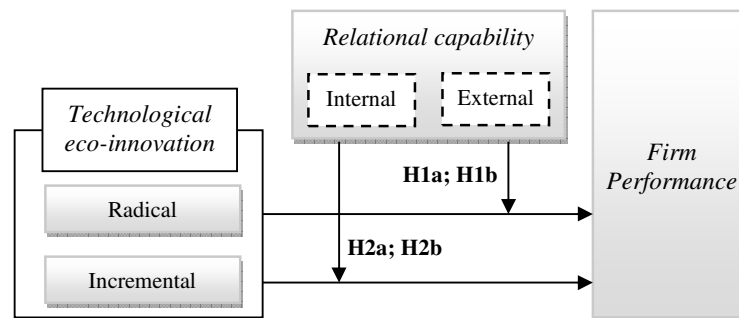 Relational capability
Internal
External
Technological
eco-innovation
Radical
Incremental
H1a; H1b
H2a; H2b
Firm
Performance